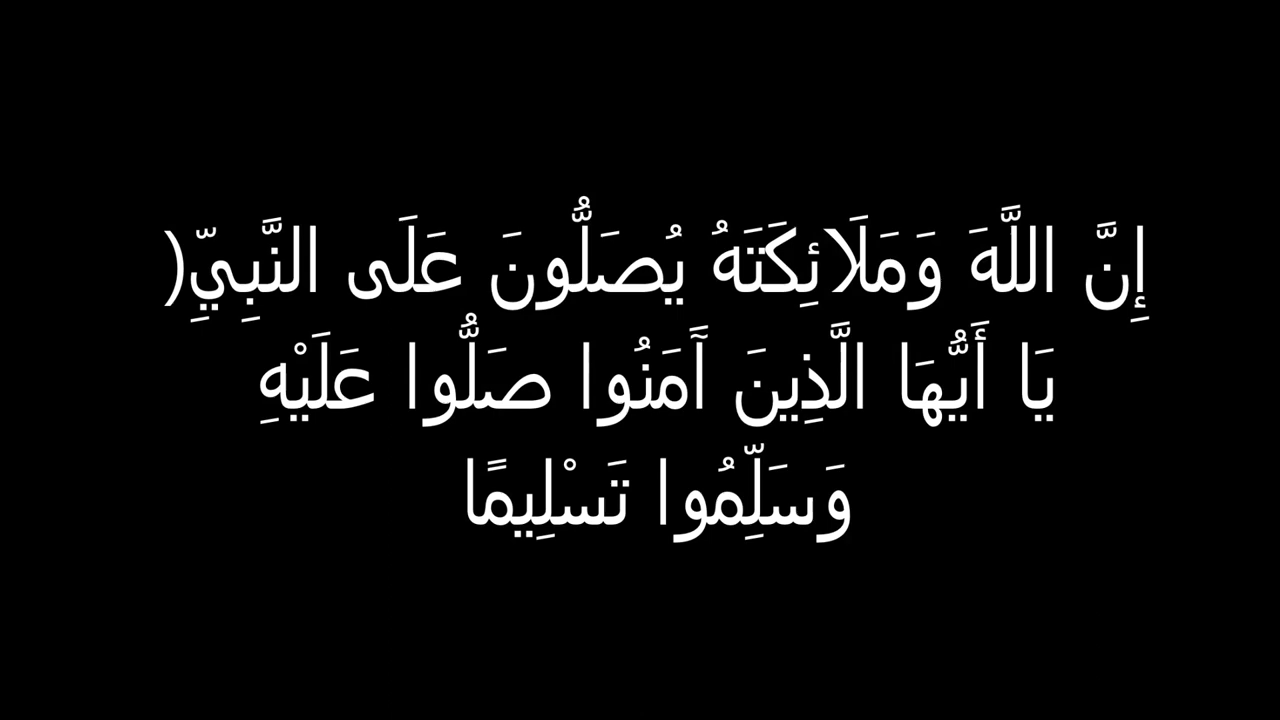 إِنَّ اللَّهَ وَمَلَائِكَتَهُ يُصَلُّونَ عَلَى النَّبِيِّ)
يَا أَيُّهَا الَّذِينَ آَمَنُوا صَلُّوا عَلَيْهِ
وَسَلِّمُوا تَسْلِيمًا